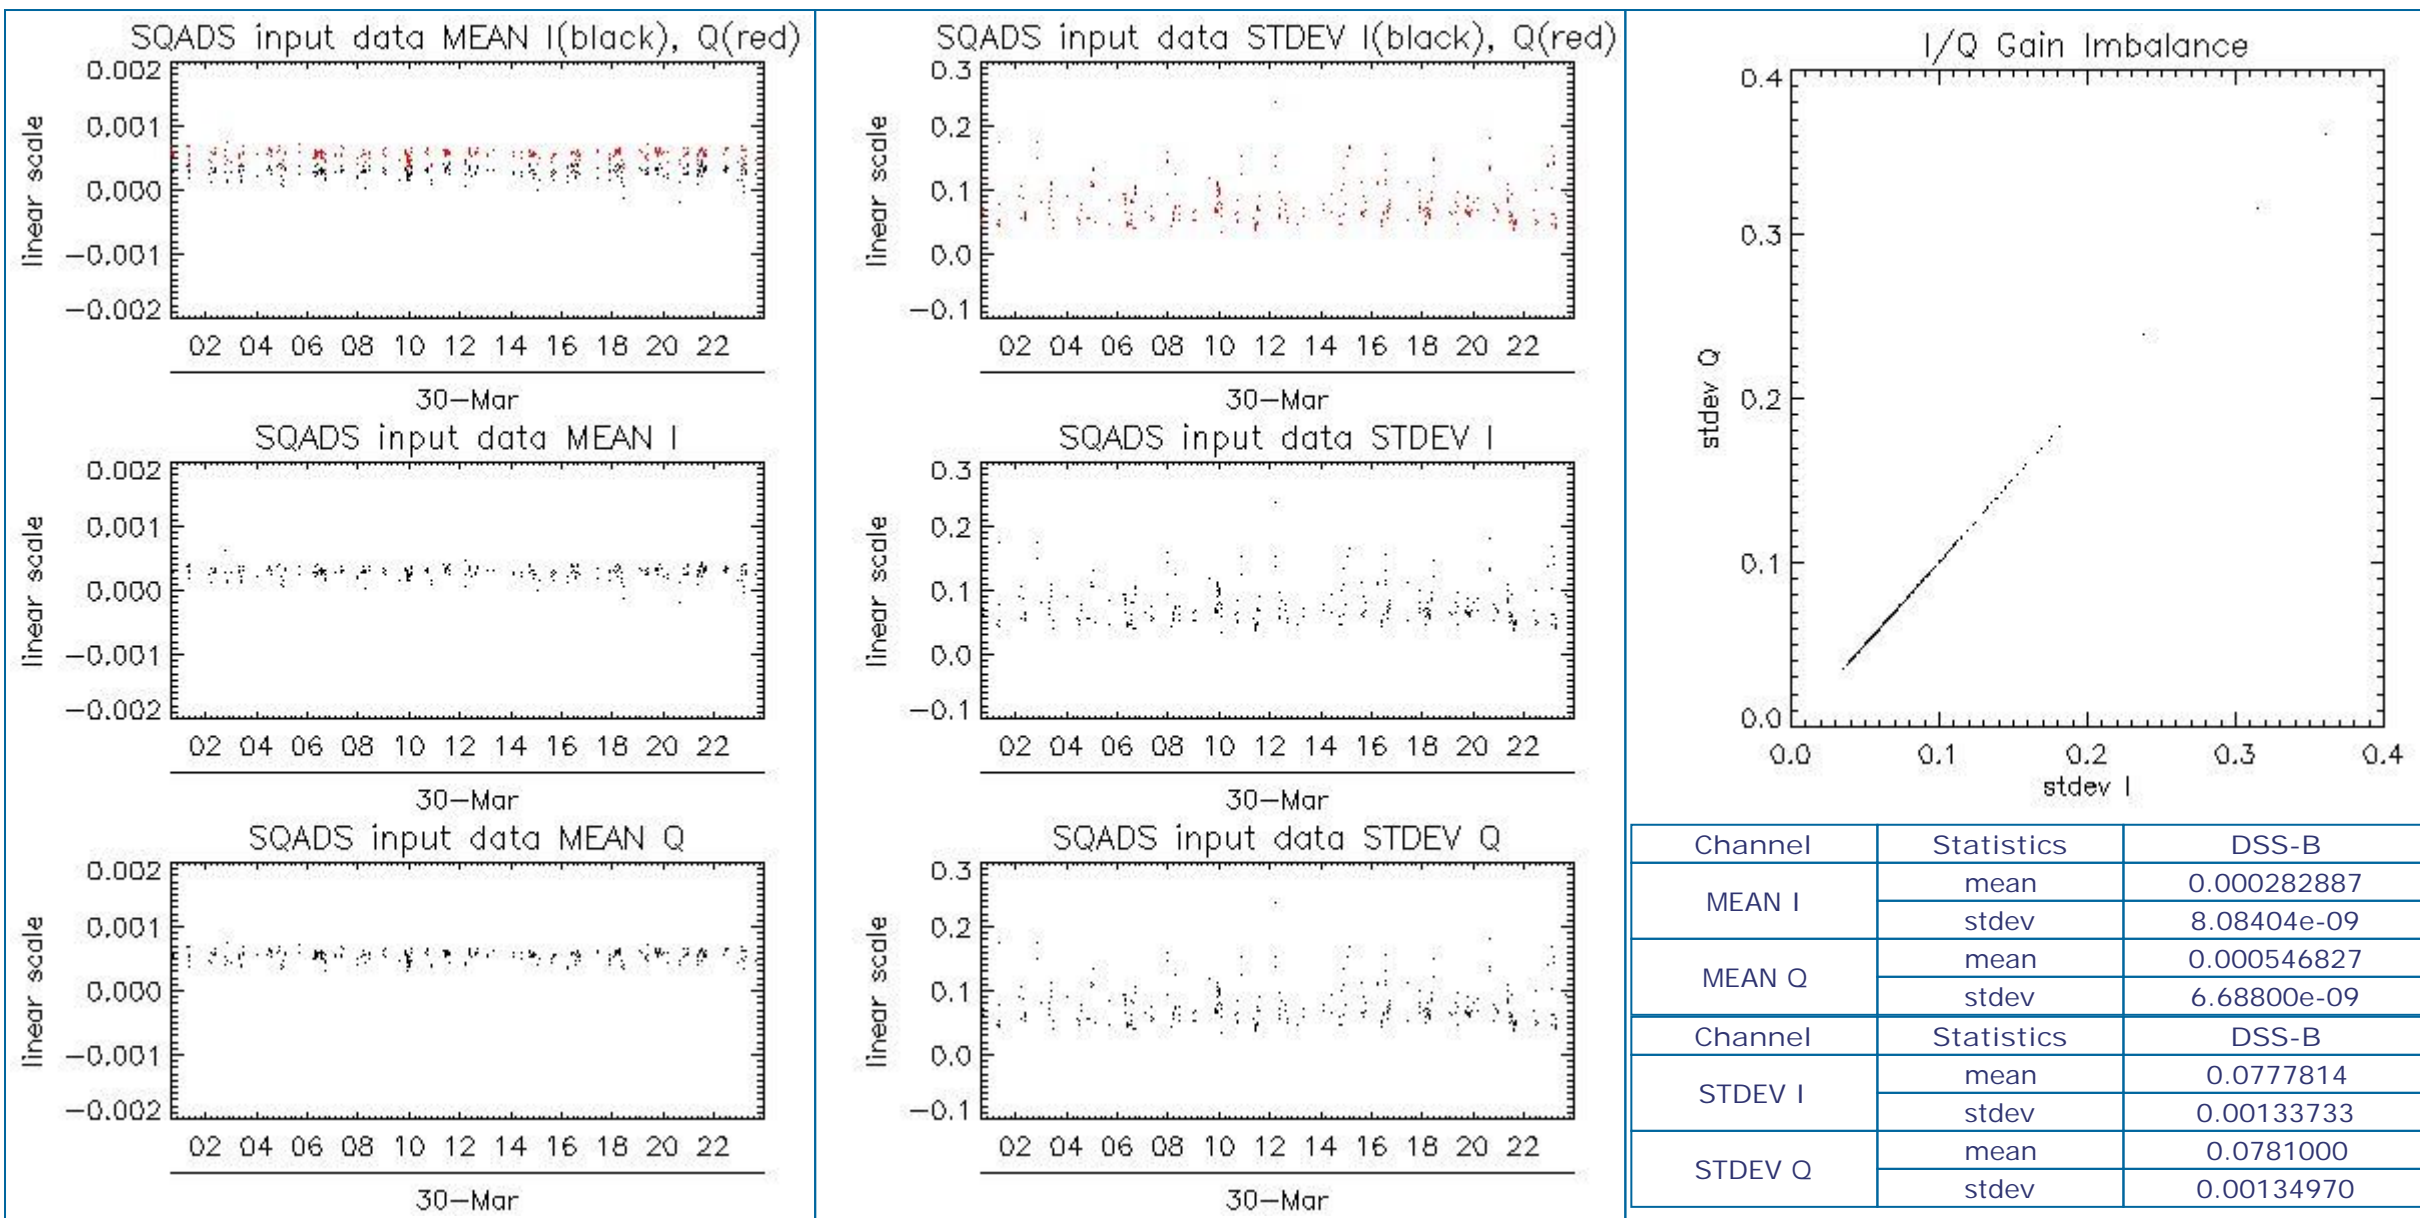 SQADS input data MEAN I(black), Q(red)
0.002
0.001
0.000
−0.001
−0.002
linear scale
02 04 06 08 10 12 14 16 18 20 22
30−Mar
SQADS input data MEAN I
0.002
0.001
0.000
−0.001
−0.002
linear scale
02 04 06 08 10 12 14 16 18 20 22
30−Mar
SQADS input data MEAN Q
0.002
0.001
0.000
−0.001
−0.002
linear scale
02 04 06 08 10 12 14 16 18 20 22
30−Mar
SQADS input data STDEV I(black), Q(red)
0.3
0.2
0.1
0.0
−0.1
linear scale
02 04 06 08 10 12 14 16 18 20 22
30−Mar
SQADS input data STDEV I
0.3
0.2
0.1
0.0
−0.1
linear scale
02 04 06 08 10 12 14 16 18 20 22
30−Mar
SQADS input data STDEV Q
0.3
0.2
0.1
0.0
−0.1
linear scale
02 04 06 08 10 12 14 16 18 20 22
30−Mar
I/Q Gain Imbalance
0.4
0.3
0.2
0.1
0.0
stdev Q
0.0 0.1 0.2 0.3 0.4
stdev I
Channel Statistics DSS-B
MEAN I mean 0.000282887
stdev 8.08404e-09
MEAN Q mean 0.000546827
stdev 6.68800e-09
Channel Statistics DSS-B
STDEV I mean 0.0777814
stdev 0.00133733
STDEV Q mean 0.0781000
stdev 0.00134970